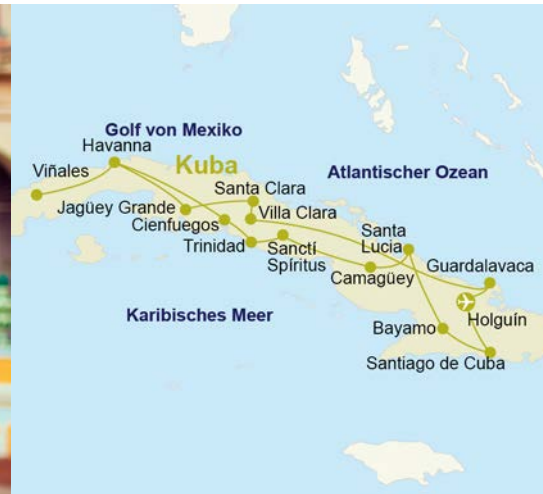 Golf von Mexiko
Havanna
Kuba
Atlantischer Ozean
Viñales
Santa Clara
Jagüey Grande
Villa Clara
Cienfuegos
Santa
Lucia
Trinidad
Sanctí
Spíritus
Guardalavaca
Camagüey
Karibisches Meer
Holguín
Bayamo
Santiago de Cuba